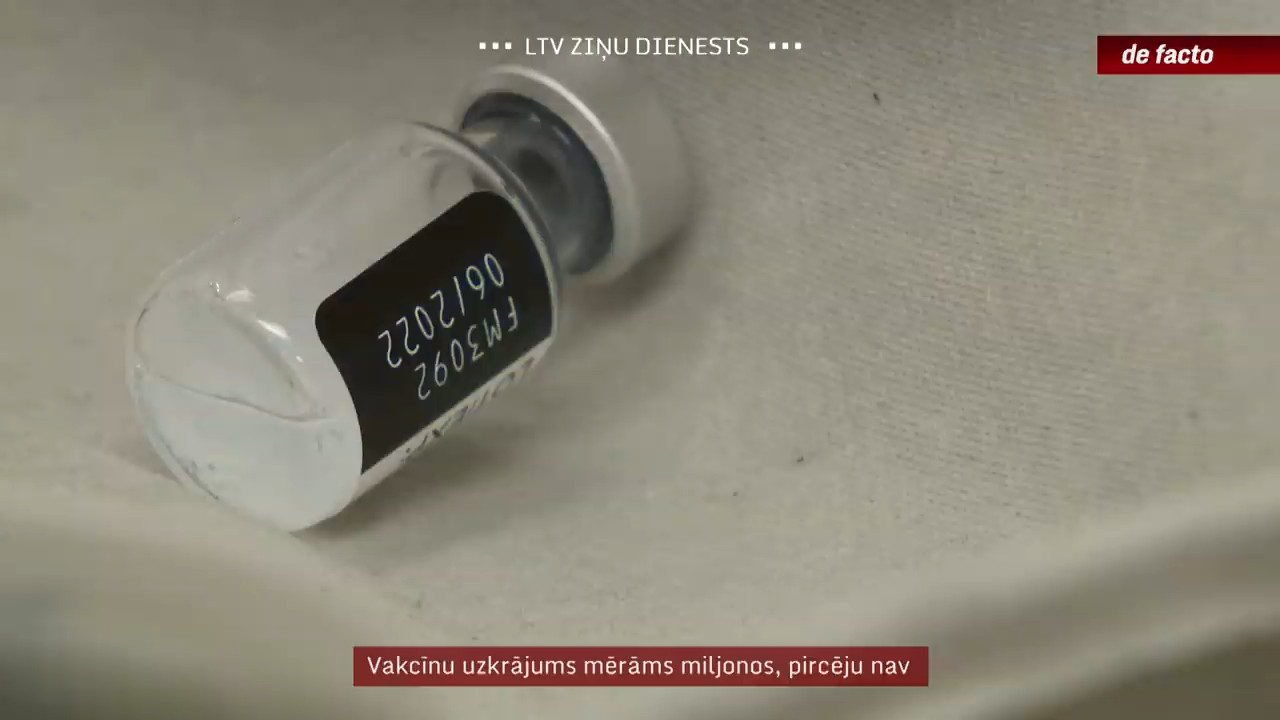 LTV ZIŅU DIENESTS
de facto
FM3092
06/2022
Vakcīnu uzkrājums mērāms miljonos, pircēju nav